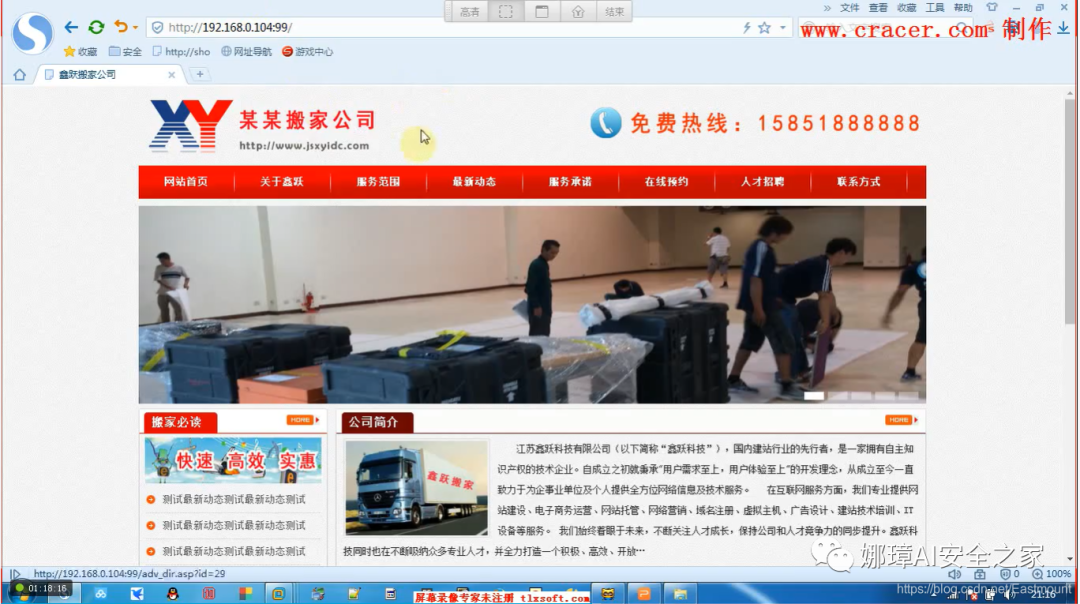 高清 结束
文件 查看 收藏 工具 帮助
http://192.168.0.104:99/
www.cracer.com 制作
收藏 安全 http://sho 网址导航 游戏中心
鑫跃搬家公司
XY 某某搬家公司
http://www.jsxyidc.com
免费热线：15851888888
网站首页 关于鑫跃 服务范围 最新动态 服务承诺 在线预约 人才招聘 联系方式
搬家必读 HOME
公司简介 HOME
快速 高效 实惠
测试最新动态测试最新动态测试
测试最新动态测试最新动态测试
测试最新动态测试最新动态测试
鑫跃搬家
江苏鑫跃科技有限公司（以下简称“鑫跃科技”），国内建站行业的先行者，是一家拥有自主知
识产权的技术企业。自成立之初就秉承“用户需求至上，用户体验至上”的开发理念，从成立至今一直
致力于为企事业单位及个人提供全方位网络信息及技术服务。 在互联网服务方面，我们专业提供网
站建设、电子商务运营、网站托管、网络营销、域名注册、虚拟主机、广告设计、建站技术培训、IT
设备等服务。 我们始终着眼于未来，不断关注人才成长，保持公司和人才竞争力的同步提升。鑫跃科
技同时也在不断吸纳众多专业人才，并全力打造一个积极、高效、开放…
娜璋AI安全之家
http://192.168.0.104:99/adv_dir.asp?id=29
0 100%
01:18:16
屏幕录像专家未注册 tlxsoft.com
https://blog.csdn.net/Eastmount
21:16